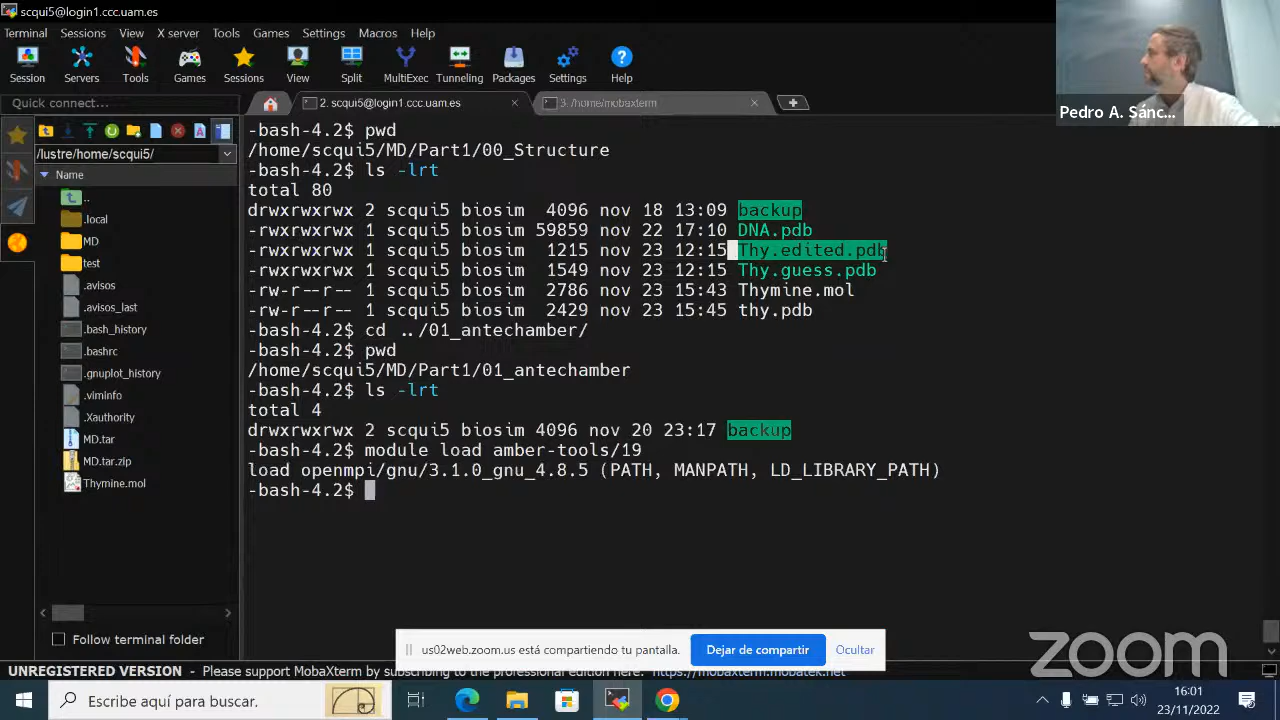 scqui5@login1.ccc.uam.es
Terminal Sessions View X server Tools Games Settings Macros Help
Session Servers Tools Games Sessions View Split MultiExec Tunneling Packages Settings Help
Pedro A. Sánc...
Quick connect...
2. scqui5@login1.ccc.uam.es
3. /home/mobaxterm
/lustre/home/scqui5/
Name
..
.local
MD
test
.avisos
.avisos_last
.bash_history
.bashrc
.gnuplot_history
.viminfo
.Xauthority
MD.tar
MD.tar.zip
Thymine.mol
Follow terminal folder
-bash-4.2$ pwd
/home/scqui5/MD/Part1/00_Structure
-bash-4.2$ ls -lrt
total 80
drwxrwxrwx 2 scqui5 biosim 4096 nov 18 13:09 backup
-rwxrwxrwx 1 scqui5 biosim 59859 nov 22 17:10 DNA.pdb
-rwxrwxrwx 1 scqui5 biosim 1215 nov 23 12:15 Thy.edited.pdb
-rwxrwxrwx 1 scqui5 biosim 1549 nov 23 12:15 Thy.guess.pdb
-rw-r--r-- 1 scqui5 biosim 2786 nov 23 15:43 Thymine.mol
-rw-r--r-- 1 scqui5 biosim 2429 nov 23 15:45 thy.pdb
-bash-4.2$ cd ../01_antechamber/
-bash-4.2$ pwd
/home/scqui5/MD/Part1/01_antechamber
-bash-4.2$ ls -lrt
total 4
drwxrwxrwx 2 scqui5 biosim 4096 nov 20 23:17 backup
-bash-4.2$ module load amber-tools/19
load openmpi/gnu/3.1.0_gnu_4.8.5 (PATH, MANPATH, LD_LIBRARY_PATH)
-bash-4.2$
us02web.zoom.us está compartiendo tu pantalla. Dejar de compartir Ocultar
zoom
UNREGISTERED VERSION - Please support MobaXterm by subscribing to the professional edition here: https://mobaxterm.mobatek.net
Escribe aquí para buscar.
16:01
23/11/2022